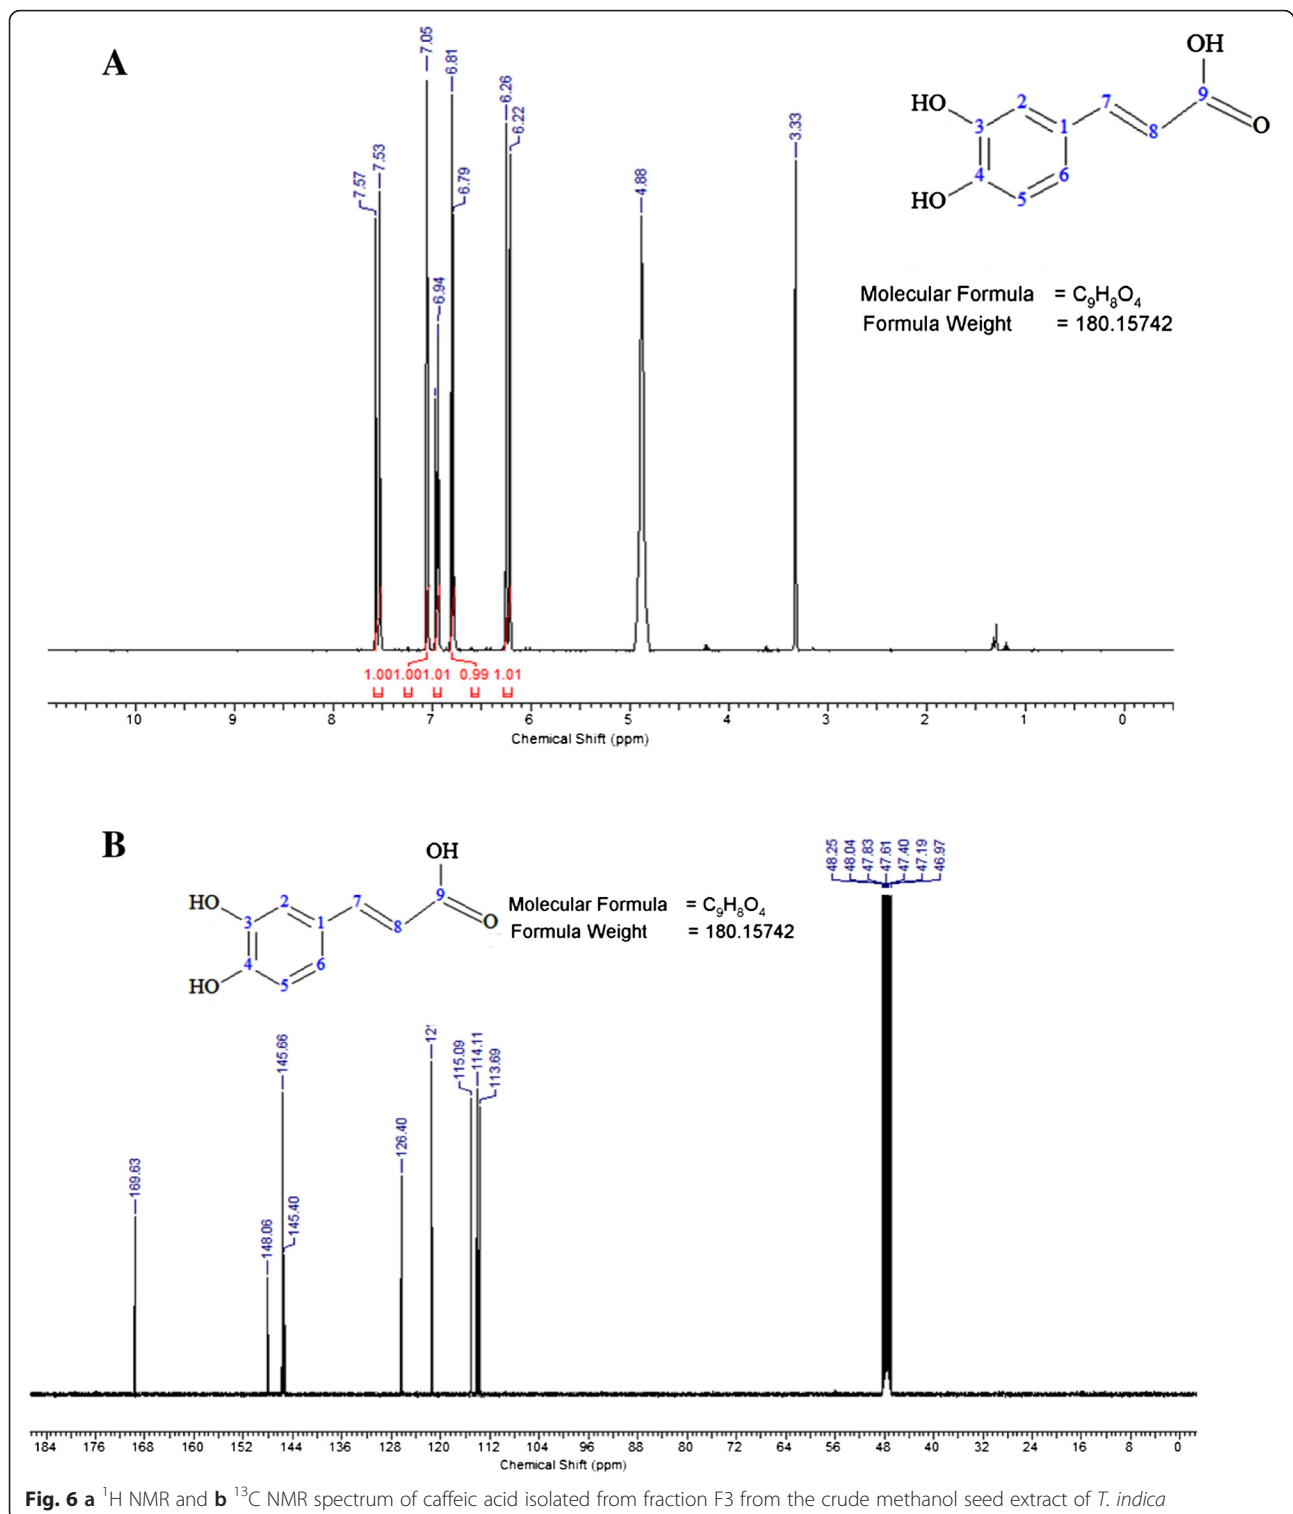 A
7.57
7.53
7.05
6.94
6.81
6.79
6.26
6.22
4.88
3.33
OH
HO
HO
O
1
2
3
4
5
6
7
8
9
Molecular Formula = C₉H₈O₄
Formula Weight = 180.15742
1.00 1.00 1.01 0.99 1.01
10 9 8 7 6 5 4 3 2 1 0
Chemical Shift (ppm)
B
OH
HO
HO
O
1
2
3
4
5
6
7
8
9
Molecular Formula = C₉H₈O₄
Formula Weight = 180.15742
169.63
148.06
145.66
145.40
126.40
115.09
114.11
113.69
48.25
48.04
47.83
47.61
47.40
47.19
46.97
184 176 168 160 152 144 136 128 120 112 104 96 88 80 72 64 56 48 40 32 24 16 8 0
Chemical Shift (ppm)
Fig. 6 a ¹H NMR and b ¹³C NMR spectrum of caffeic acid isolated from fraction F3 from the crude methanol seed extract of T. indica